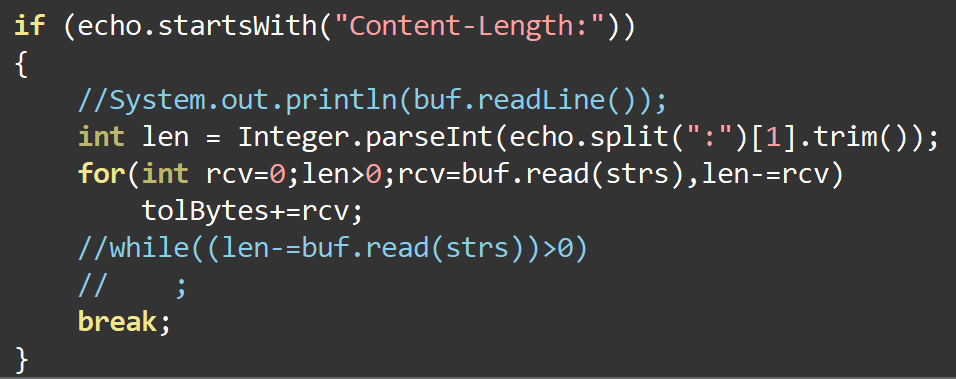 if (echo.startsWith("Content-Length:"))
{
    //System.out.println(buf.readLine());
    int len = Integer.parseInt(echo.split(":")[1].trim());
    for(int rcv=0;len>0;rcv=buf.read(strs),len-=rcv)
        tolBytes+=rcv;
    //while((len-=buf.read(strs))>0)
    //    ;
    break;
}